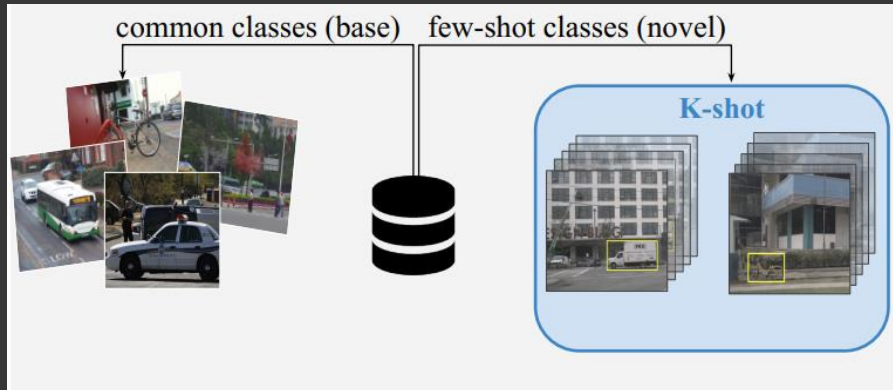 common classes (base)
few-shot classes (novel)
K-shot